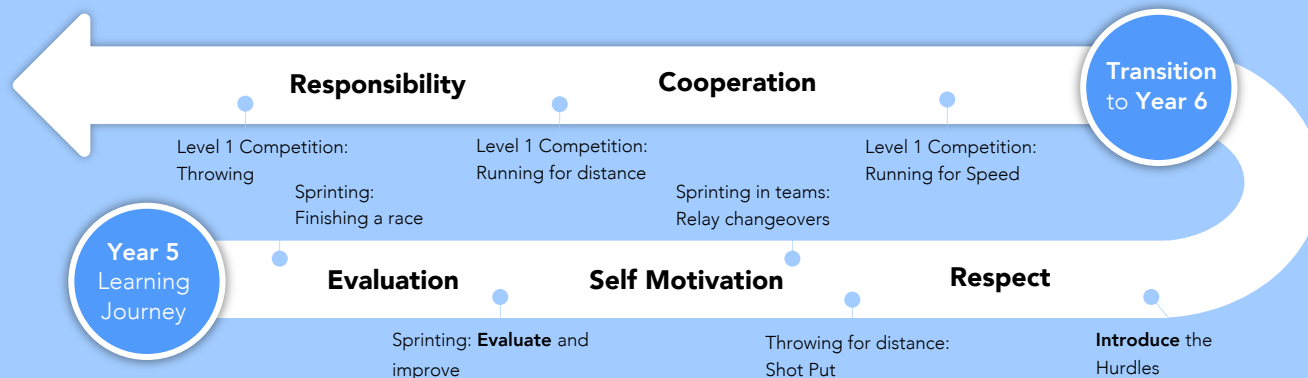 Responsibility
Cooperation
Transition
to Year 6
Level 1 Competition:
Throwing
Level 1 Competition:
Running for distance
Level 1 Competition:
Running for Speed
Sprinting:
Finishing a race
Sprinting in teams:
Relay changeovers
Year 5
Learning
Journey
Evaluation
Self Motivation
Respect
Sprinting: Evaluate and
improve
Throwing for distance:
Shot Put
Introduce the
Hurdles